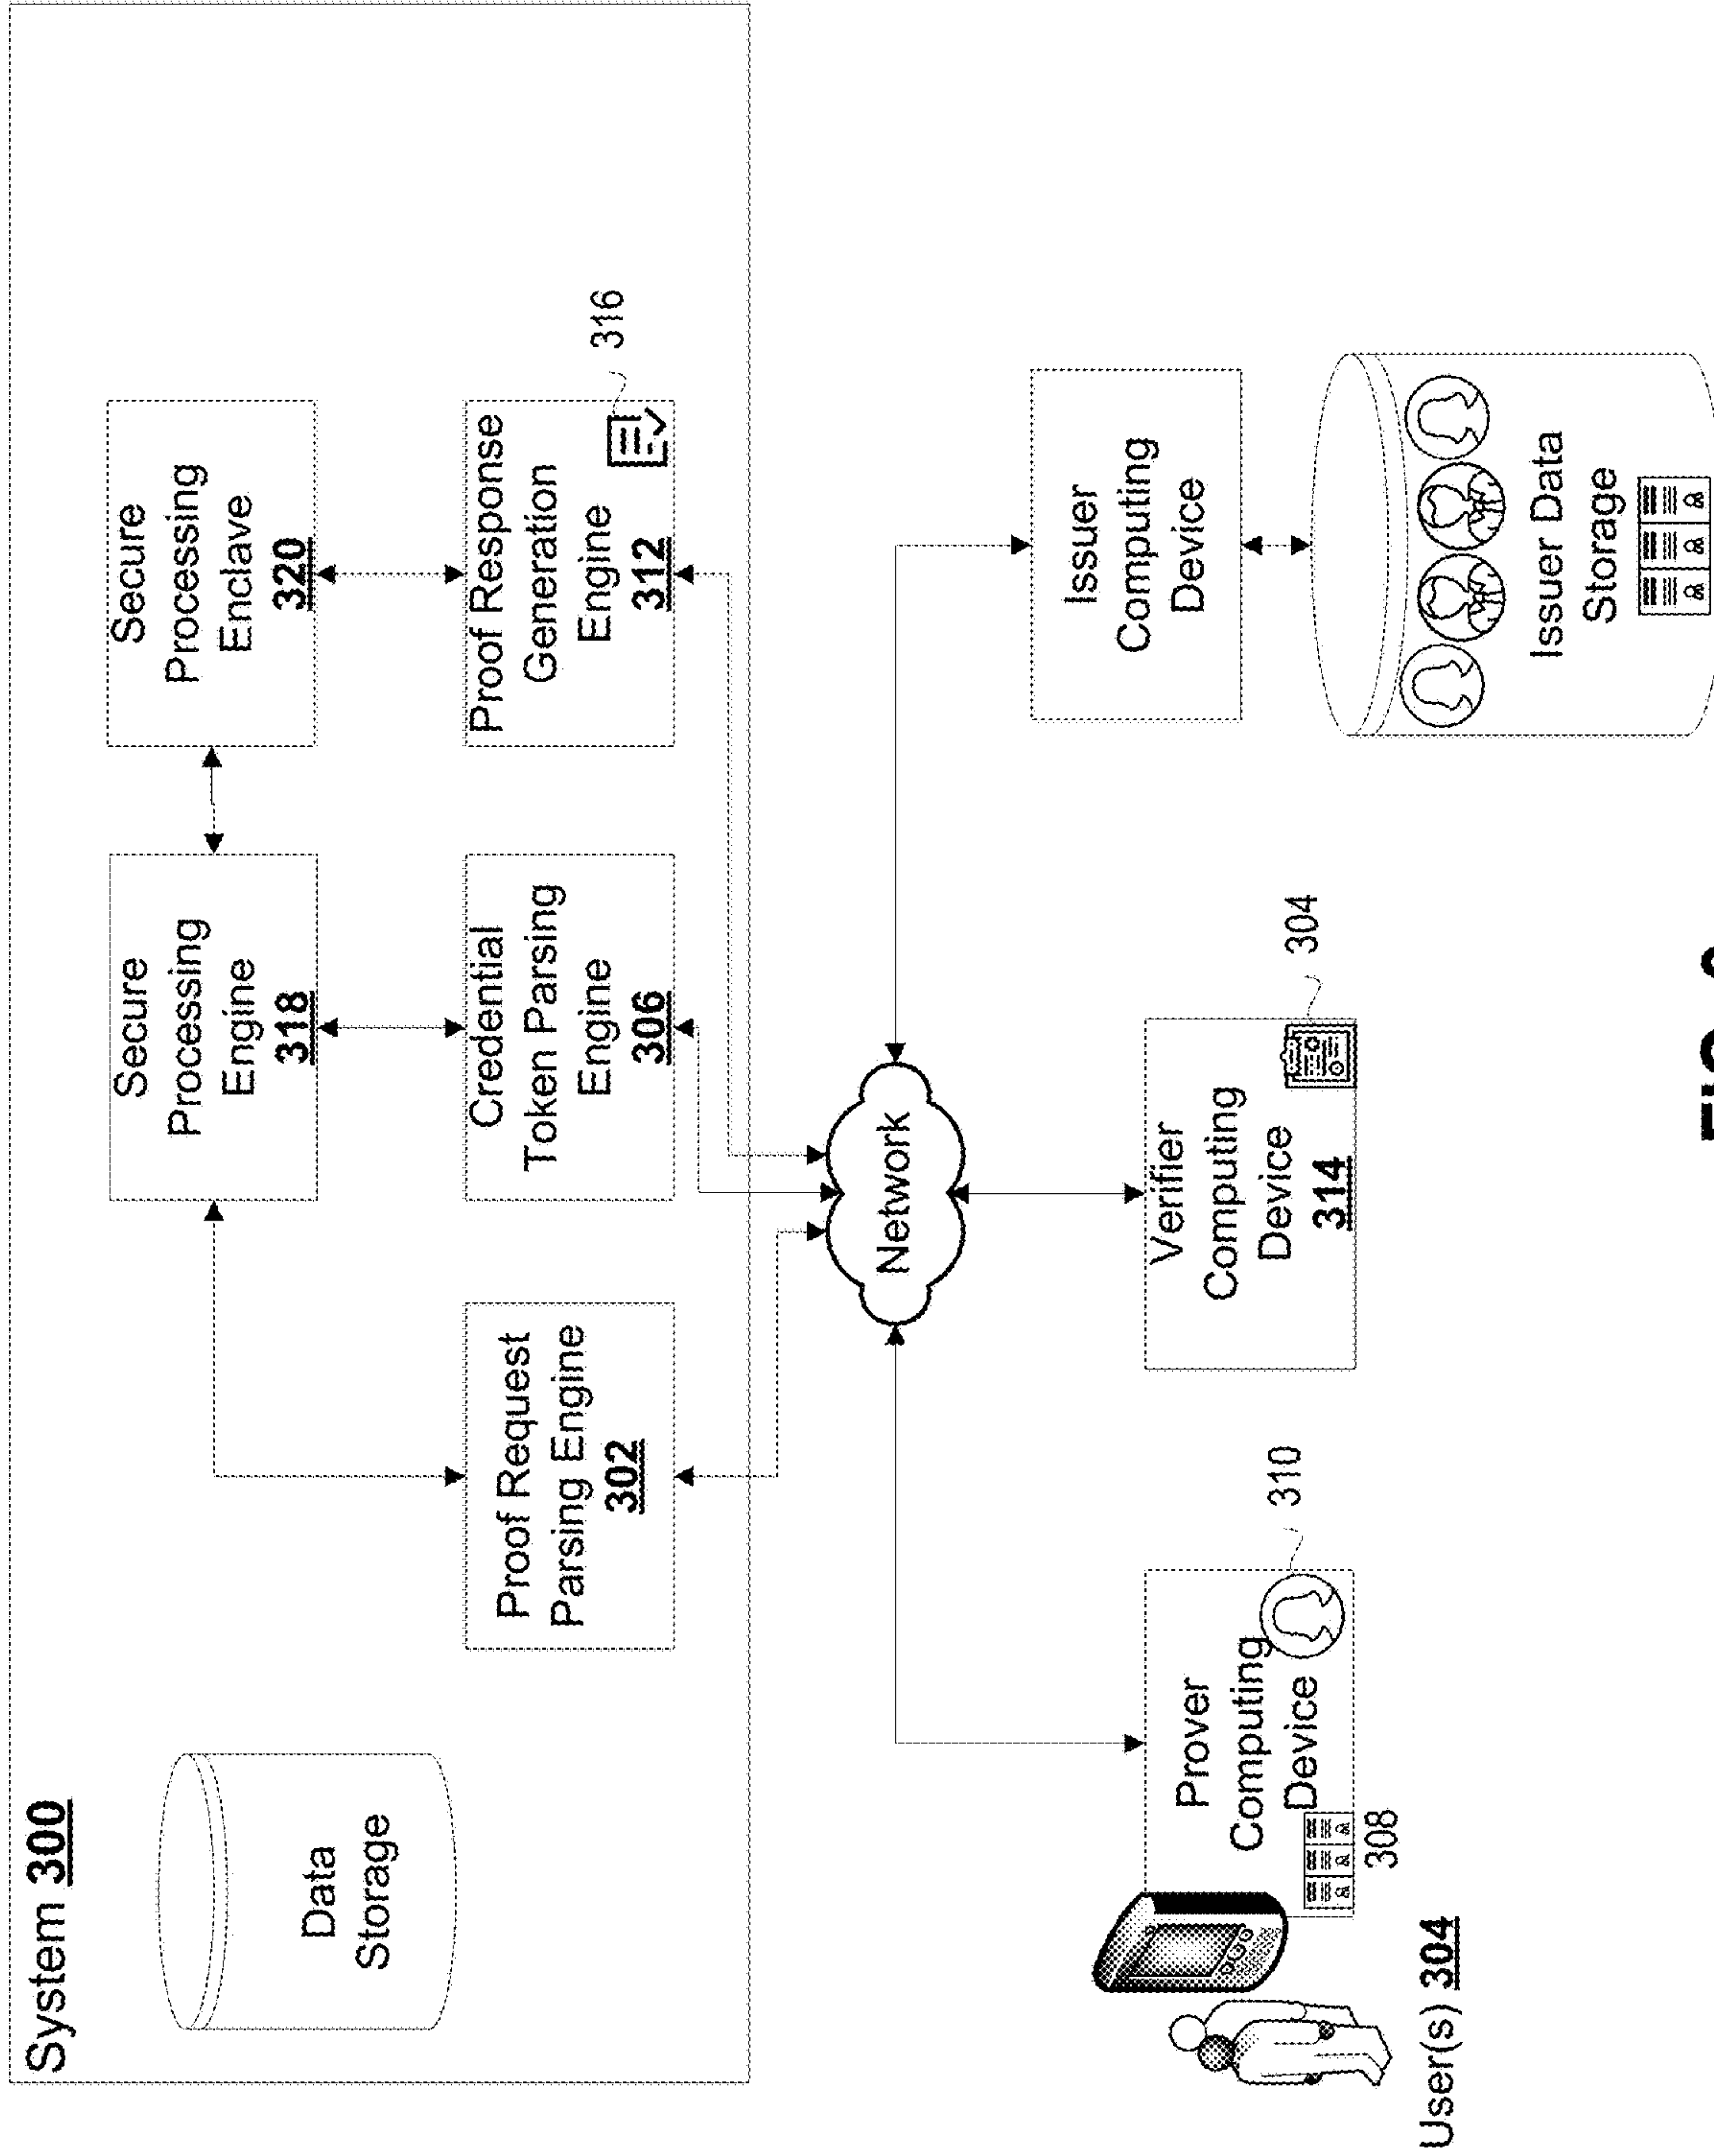 System 300
Data
Storage
Secure
Processing
Engine
318
Secure
Processing
Enclave
320
Proof Request
Parsing Engine
302
Credential
Token Parsing
Engine
306
Proof Response
Generation
Engine
312
316
Network
Prover
Computing
Device
310
308
User(s) 304
Verifier
Computing
Device
314
304
Issuer
Computing
Device
Issuer Data
Storage